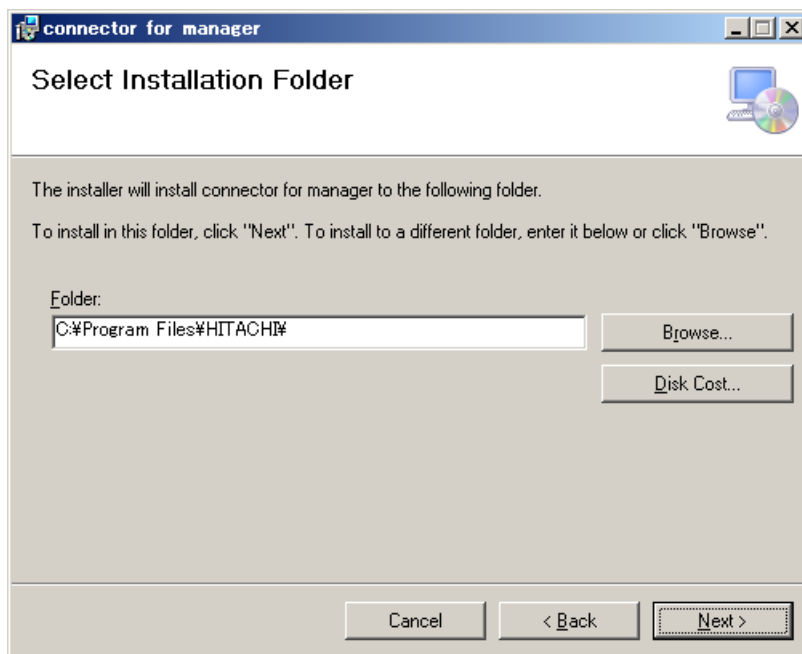 connector for manager
Select Installation Folder
The installer will install connector for manager to the following folder.
To install in this folder, click "Next". To install to a different folder, enter it below or click "Browse".
Folder:
C:¥Program Files¥HITACHI¥
Browse...
Disk Cost...
Cancel
< Back
Next >